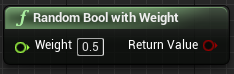 f Random Bool with Weight
Weight 0.5 Return Value